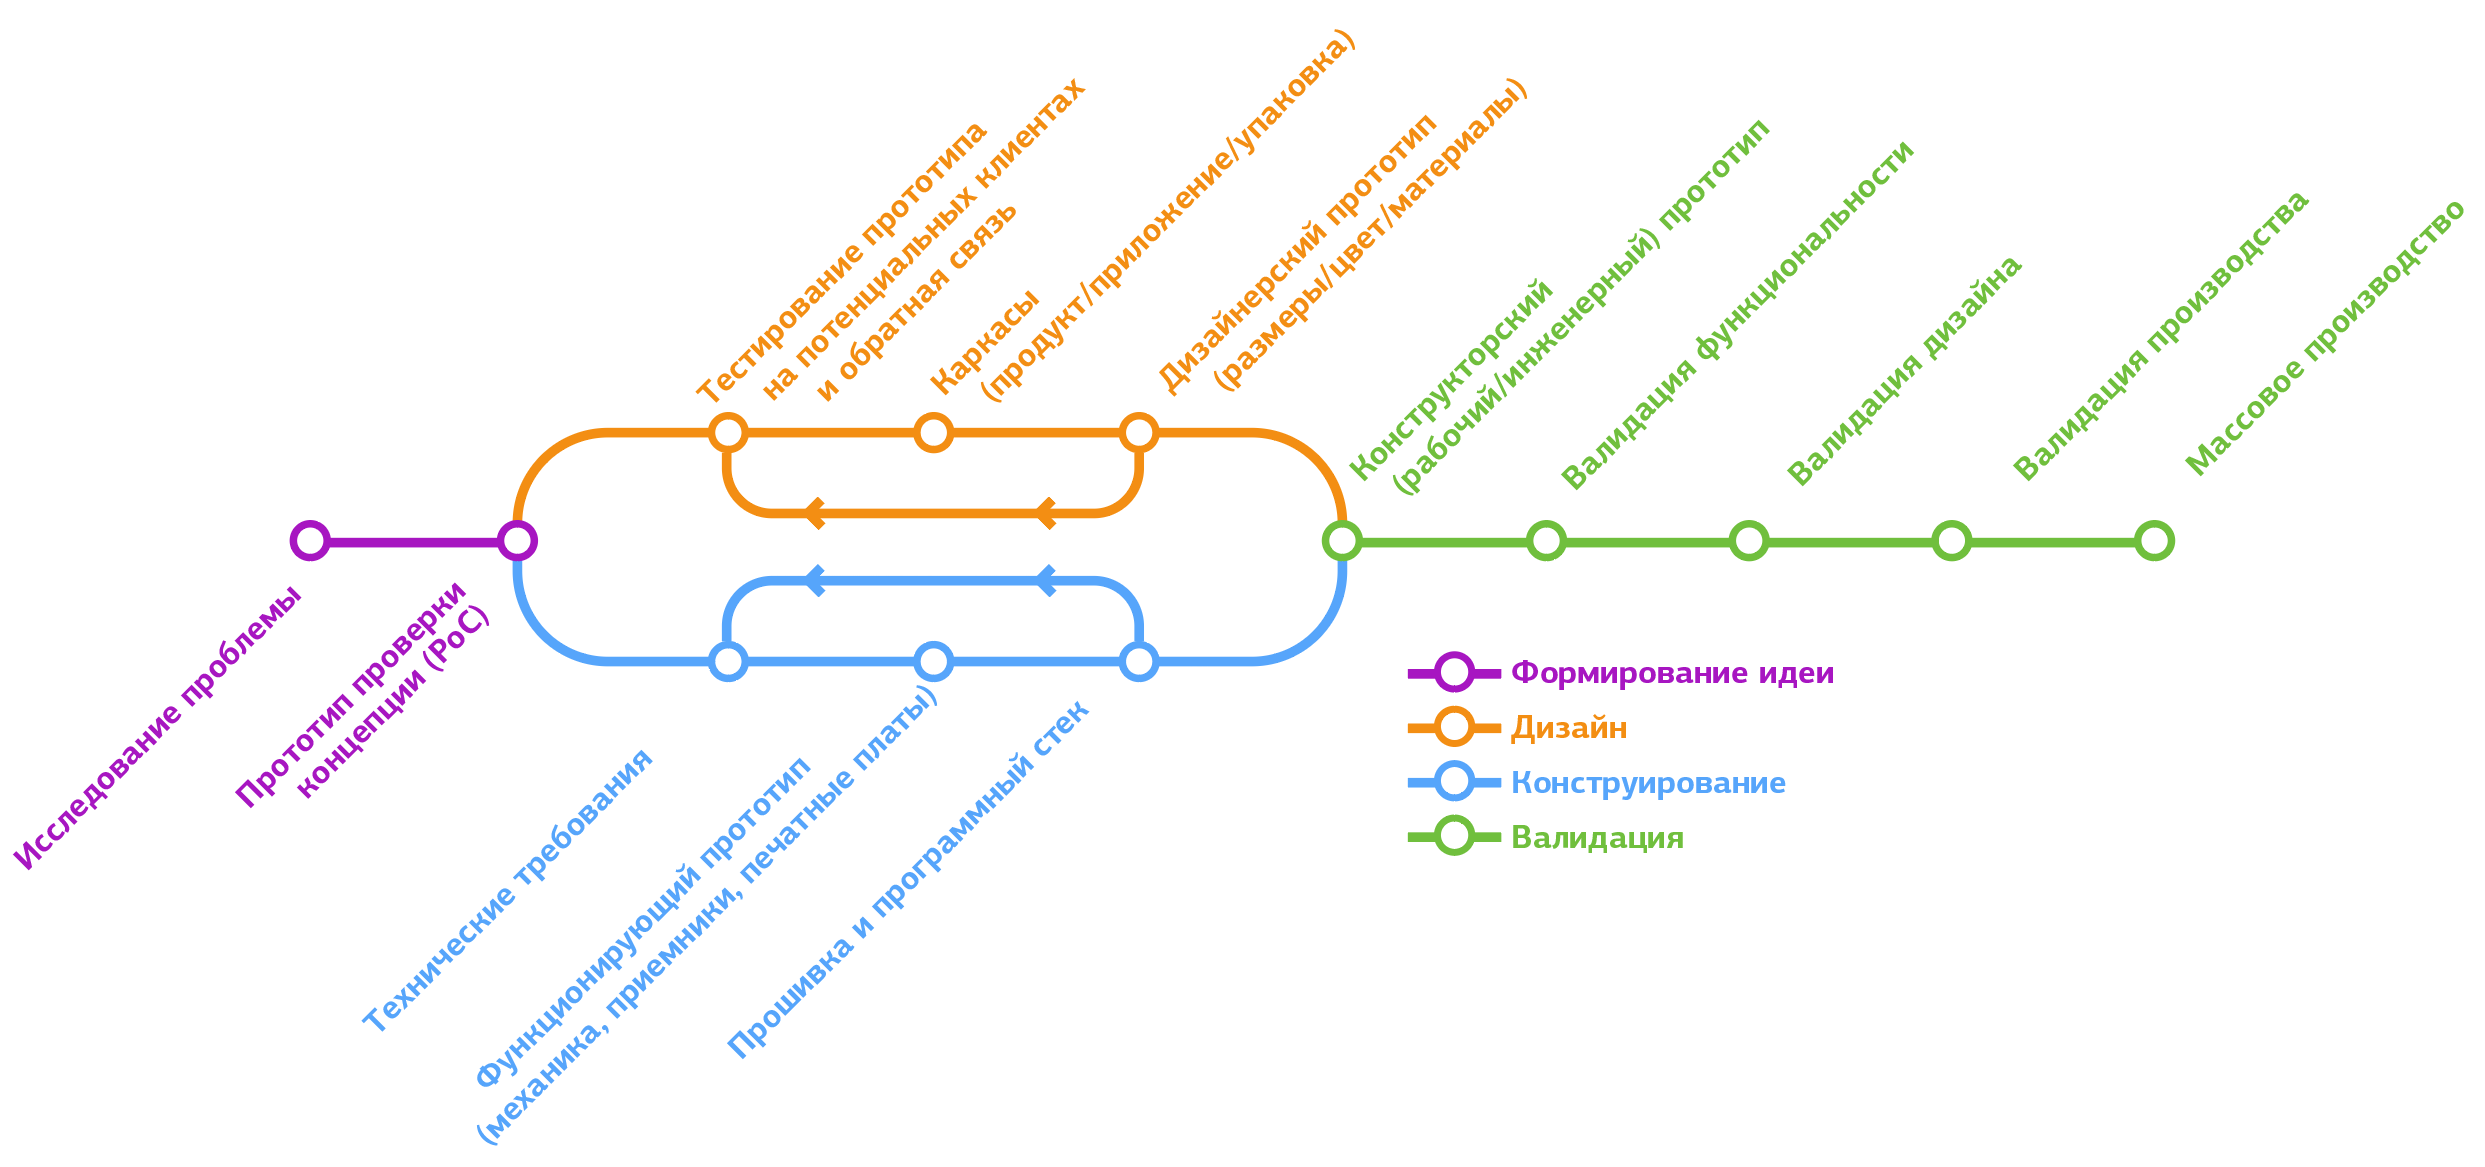 Тестирование прототипа
на потенциальных клиентах
и обратная связь
Каркасы
(продукт/приложение/упаковка)
Дизайнерский прототип
(размеры/цвет/материалы)
Конструкторский
(рабочий/инженерный) прототип
Валидация функциональности
Валидация дизайна
Валидация производства
Массовое производство
Исследование проблемы
Прототип проверки
концепции (PoC)
Технические требования
Функционирующий прототип
(механика, приемники, печатные платы)
Прошивка и программный стек
Формирование идеи
Дизайн
Конструирование
Валидация